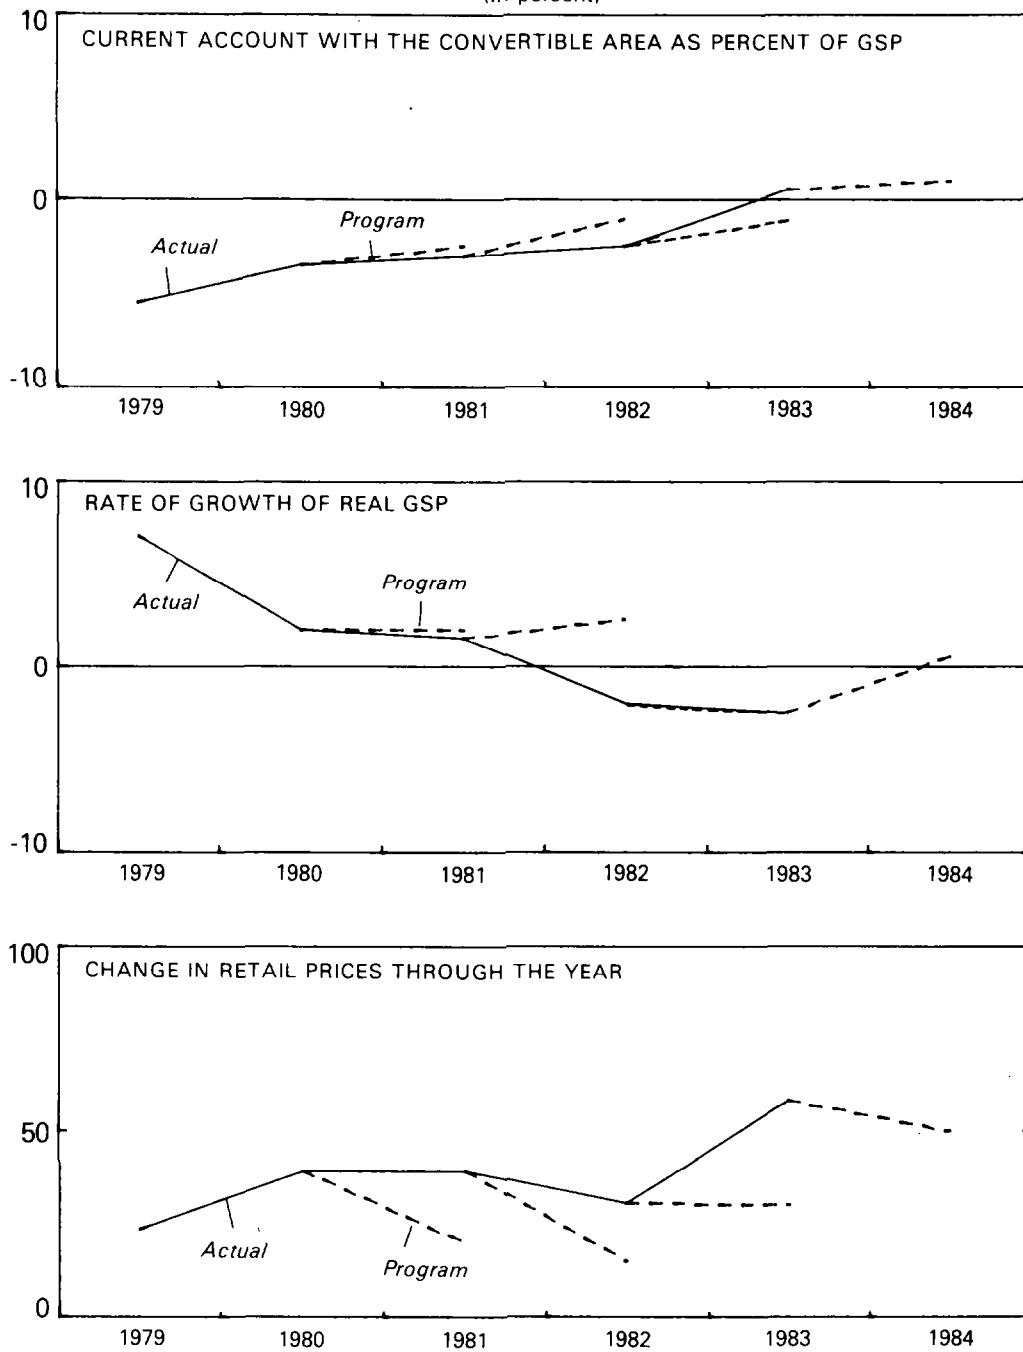 (In percent)
10
CURRENT ACCOUNT WITH THE CONVERTIBLE AREA AS PERCENT OF GSP
Program
0
Actual
-10
1979 1980 1981 1982 1983 1984
10
RATE OF GROWTH OF REAL GSP
Program
Actual
0
-10
1979 1980 1981 1982 1983 1984
100
CHANGE IN RETAIL PRICES THROUGH THE YEAR
50
Actual
Program
0
1979 1980 1981 1982 1983 1984